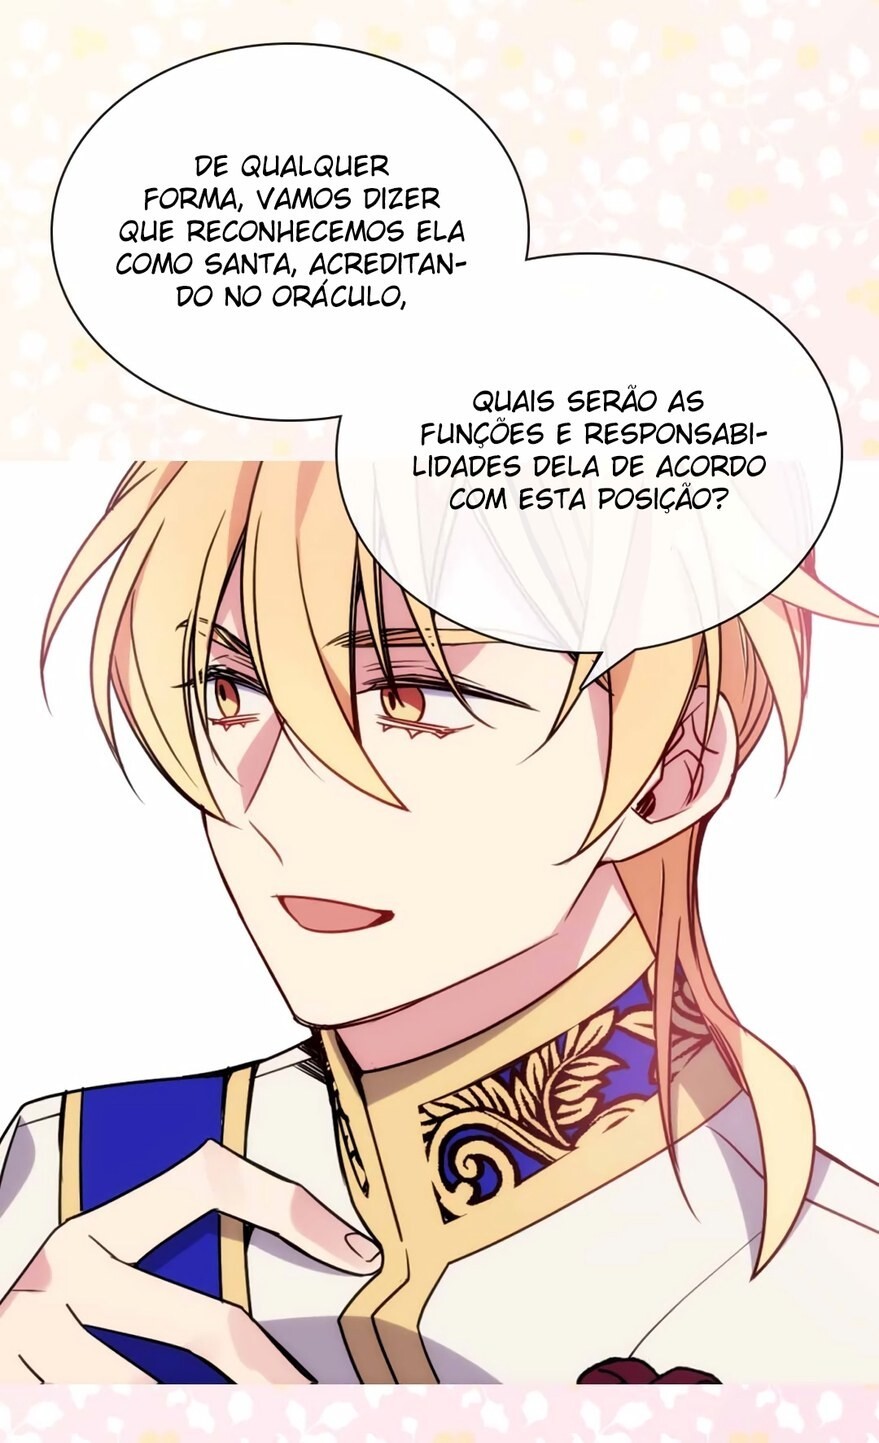 DE QUALQUER
FORMA, VAMOS DIZER
QUE RECONHECEMOS ELA
COMO SANTA, ACREDITAN-
DO NO ORÁCULO,
QUAIS SERÃO AS
FUNÇÕES E RESPONSABI-
LIDADES DELA DE ACORDO
COM ESTA POSIÇÃO?